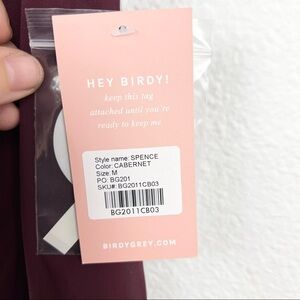 HEY BIRDY!
keep this tag
attached until you're
ready to keep me
Style name: SPENCE
Color: CABERNET
Size: M
PO: BG201
SKU#: BG2011CB03
BG2011CB03
BIRDYGREY.COM